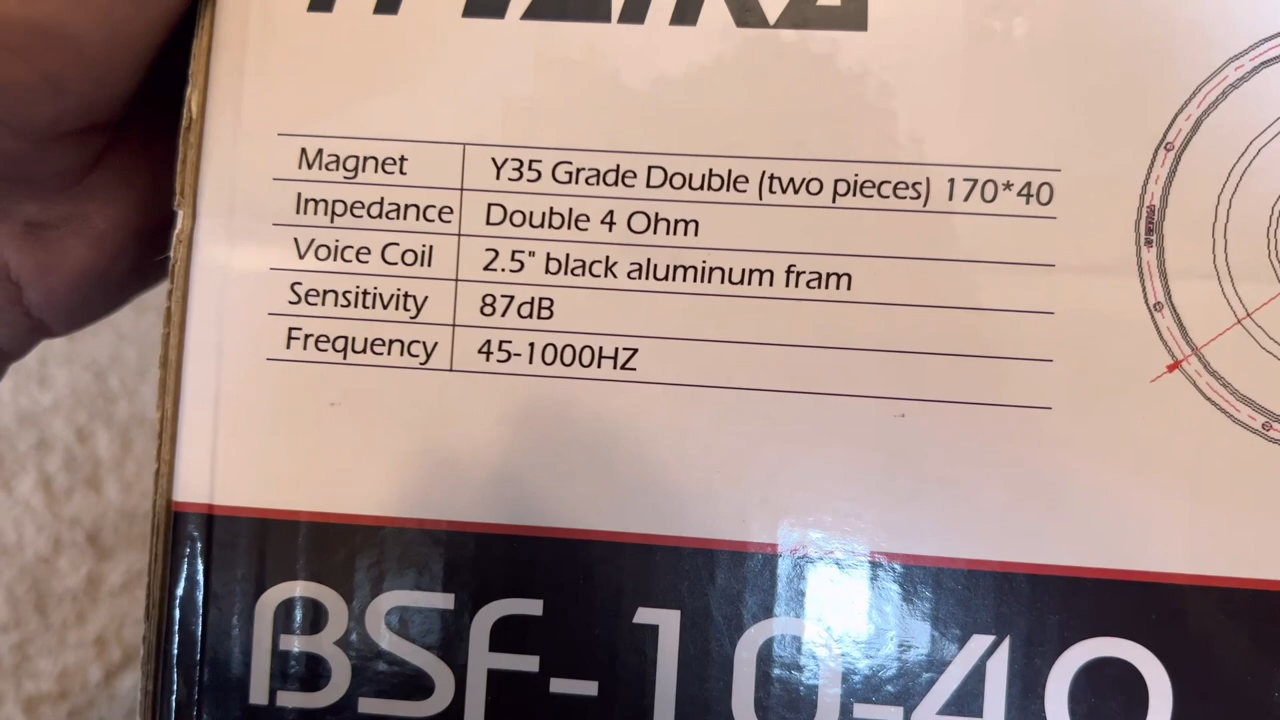 Magnet Y35 Grade Double (two pieces) 170*40
Impedance Double 4 Ohm
Voice Coil 2.5" black aluminum fram
Sensitivity 87dB
Frequency 45-1000HZ
BSF-10-40